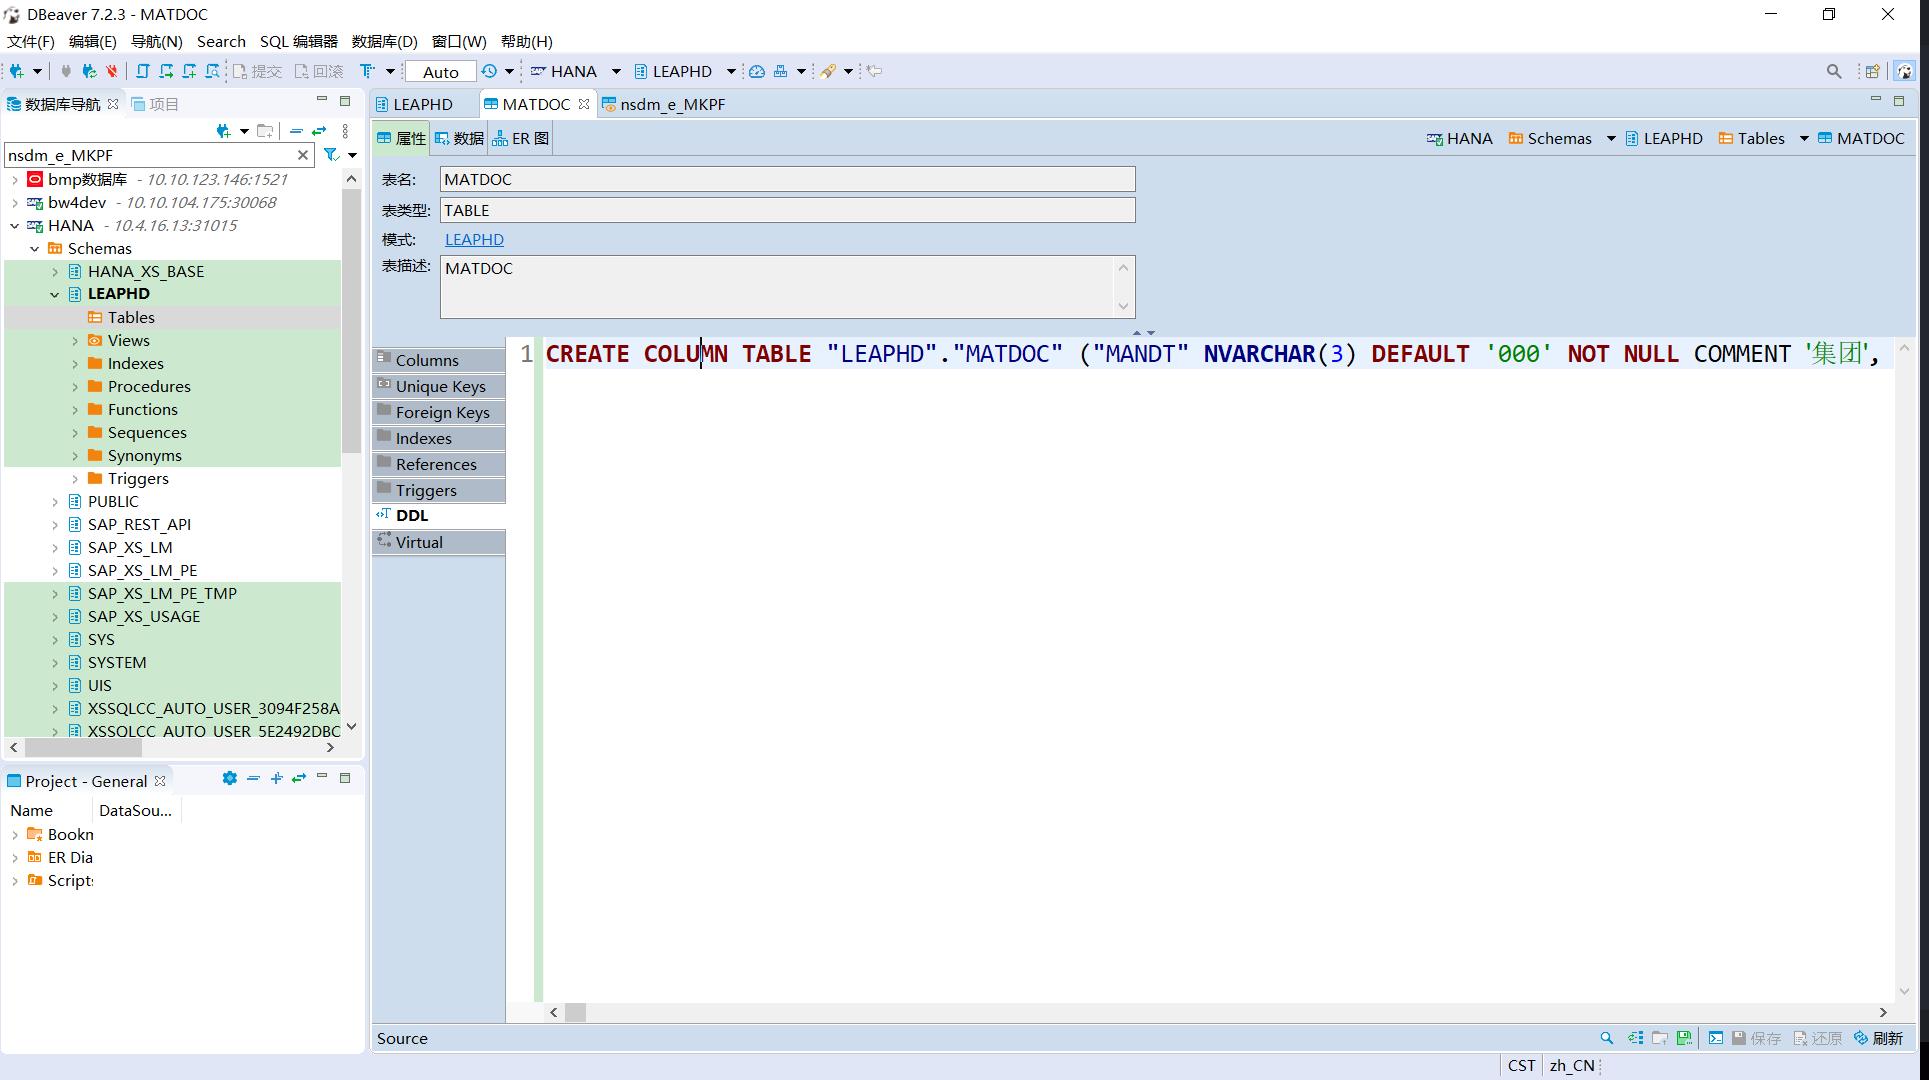 DBeaver 7.2.3 - MATDOC
文件(F) 编辑(E) 导航(N) Search SQL 编辑器 数据库(D) 窗口(W) 帮助(H)
提交 回滚 Auto HANA LEAPHD
数据库导航 项目
nsdm_e_MKPF
bmp数据库 - 10.10.123.146:1521
bw4dev - 10.10.104.175:30068
HANA - 10.4.16.13:31015
Schemas
HANA_XS_BASE
LEAPHD
Tables
Views
Indexes
Procedures
Functions
Sequences
Synonyms
Triggers
PUBLIC
SAP_REST_API
SAP_XS_LM
SAP_XS_LM_PE
SAP_XS_LM_PE_TMP
SAP_XS_USAGE
SYS
SYSTEM
UIS
XSSQLCC_AUTO_USER_3094F258A
XSSQLCC_AUTO_USER_5E2492DBC
Project - General
Name DataSou...
Bookm
ER Dia
Scripts
LEAPHD MATDOC nsdm_e_MKPF
属性 数据 ER 图
HANA Schemas LEAPHD Tables MATDOC
表名: MATDOC
表类型: TABLE
模式: LEAPHD
表描述: MATDOC
Columns
Unique Keys
Foreign Keys
Indexes
References
Triggers
DDL
Virtual
1 CREATE COLUMN TABLE "LEAPHD"."MATDOC" ("MANDT" NVARCHAR(3) DEFAULT '000' NOT NULL COMMENT '集团',
Source
保存 还原 刷新
CST zh_CN